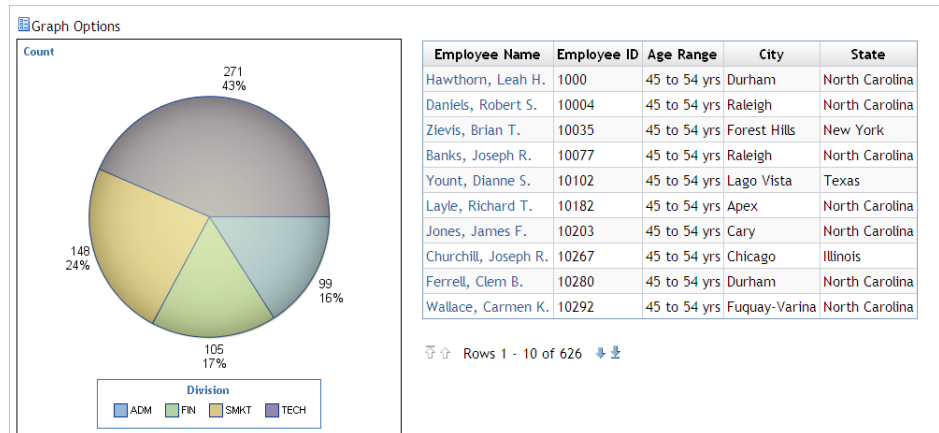 Graph Options
Count
271
43%
148
24%
99
16%
105
17%
Division
ADM FIN SMKT TECH
Employee Name Employee ID Age Range City State
Hawthorn, Leah H. 1000 45 to 54 yrs Durham North Carolina
Daniels, Robert S. 10004 45 to 54 yrs Raleigh North Carolina
Zievis, Brian T. 10035 45 to 54 yrs Forest Hills New York
Banks, Joseph R. 10077 45 to 54 yrs Raleigh North Carolina
Yount, Dianne S. 10102 45 to 54 yrs Lago Vista Texas
Layle, Richard T. 10182 45 to 54 yrs Apex North Carolina
Jones, James F. 10203 45 to 54 yrs Cary North Carolina
Churchill, Joseph R. 10267 45 to 54 yrs Chicago Illinois
Ferrell, Clem B. 10280 45 to 54 yrs Durham North Carolina
Wallace, Carmen K. 10292 45 to 54 yrs Fuquay-Varina North Carolina
Rows 1 - 10 of 626